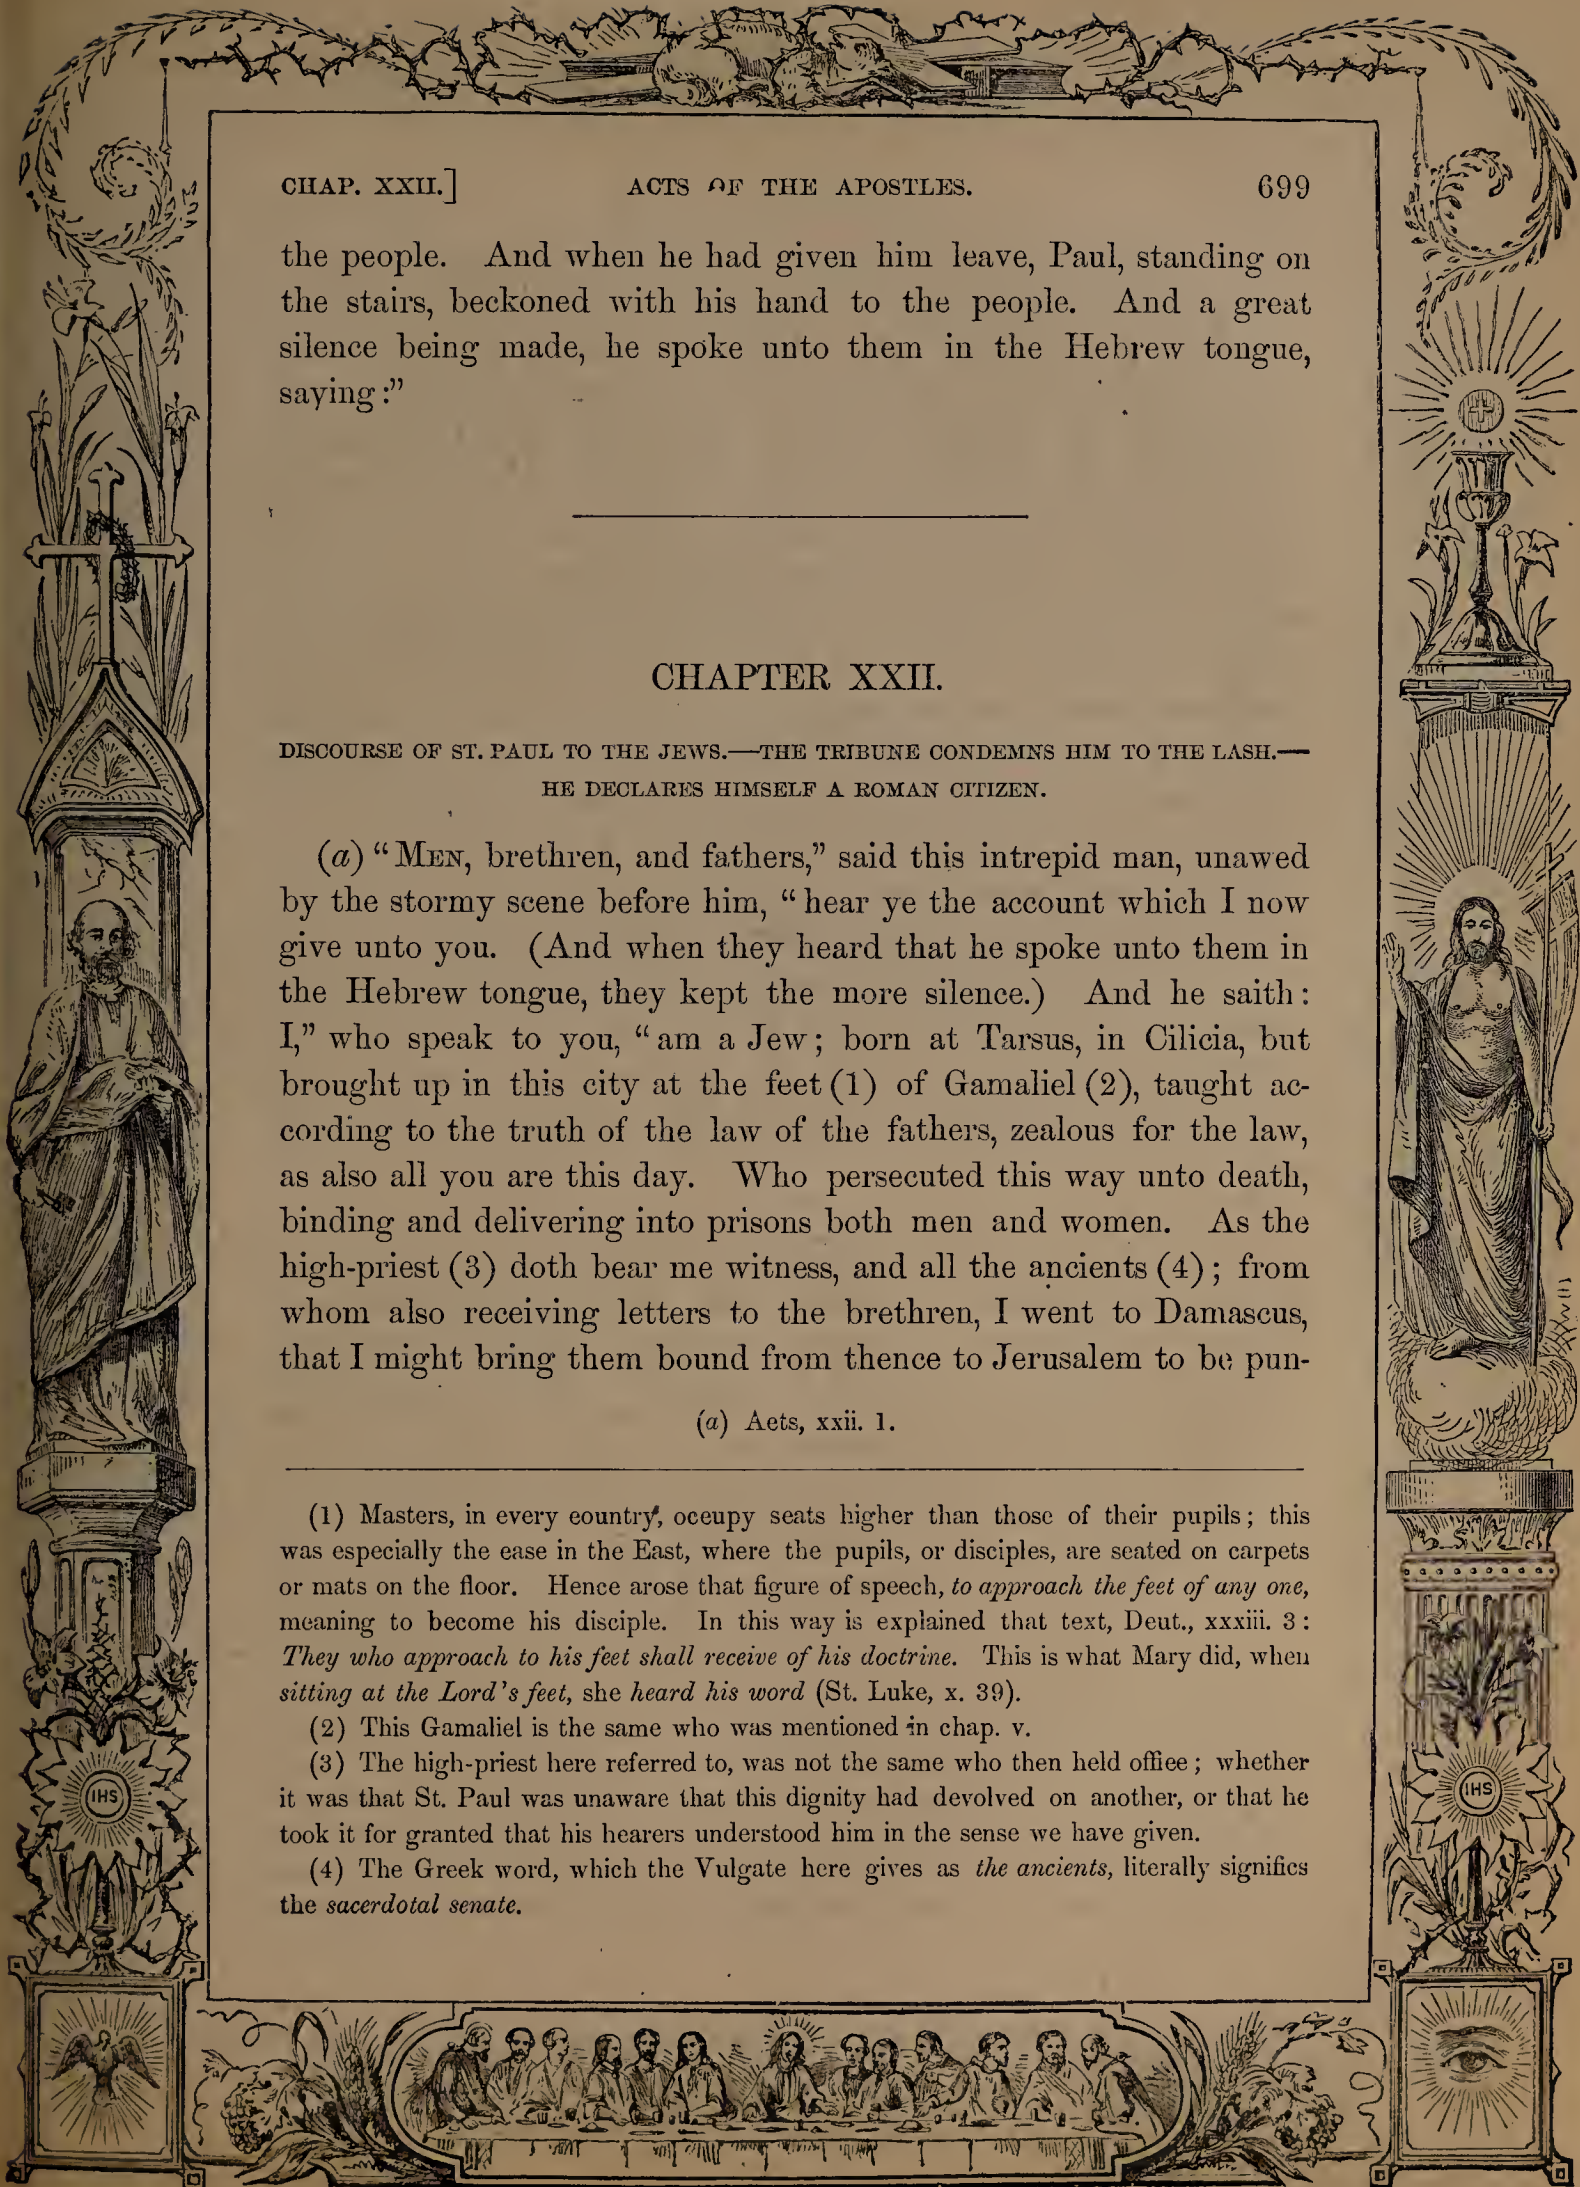 CHAP. XXII.] ACTS OF THE APOSTLES. 699
the people. And when he had given him leave, Paul, standing on
the stairs, beckoned with his hand to the people. And a great
silence being made, he spoke unto them in the Hebrew tongue,
saying:”
CHAPTER XXII.
DISCOURSE OF ST. PAUL TO THE JEWS.—THE TRIBUNE CONDEMNS HIM TO THE LASH.—
HE DECLARES HIMSELF A ROMAN CITIZEN.
(a) “MEN, brethren, and fathers,” said this intrepid man, unawed
by the stormy scene before him, “hear ye the account which I now
give unto you. (And when they heard that he spoke unto them in
the Hebrew tongue, they kept the more silence.) And he saith:
I,” who speak to you, “am a Jew; born at Tarsus, in Cilicia, but
brought up in this city at the feet (1) of Gamaliel (2), taught ac-
cording to the truth of the law of the fathers, zealous for the law,
as also all you are this day. Who persecuted this way unto death,
binding and delivering into prisons both men and women. As the
high-priest (3) doth bear me witness, and all the ancients (4); from
whom also receiving letters to the brethren, I went to Damascus,
that I might bring them bound from thence to Jerusalem to be pun-
(a) Acts, xxii. 1.
(1) Masters, in every country, occupy seats higher than those of their pupils; this
was especially the case in the East, where the pupils, or disciples, are seated on carpets
or mats on the floor. Hence arose that figure of speech, to approach the feet of any one,
meaning to become his disciple. In this way is explained that text, Deut., xxxiii. 3:
They who approach to his feet shall receive of his doctrine. This is what Mary did, when
sitting at the Lord's feet, she heard his word (St. Luke, x. 39).
(2) This Gamaliel is the same who was mentioned in chap. v.
(3) The high-priest here referred to, was not the same who then held office; whether
it was that St. Paul was unaware that this dignity had devolved on another, or that he
took it for granted that his hearers understood him in the sense we have given.
(4) The Greek word, which the Vulgate here gives as the ancients, literally signifies
the sacerdotal senate.
IHS
IHS